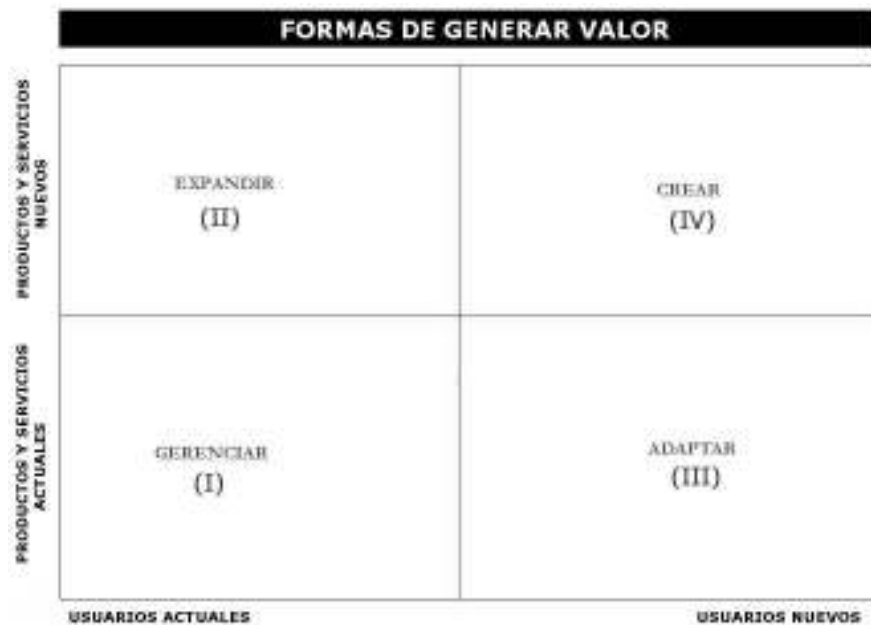 FORMAS DE GENERAR VALOR
PRODUCTOS Y SERVICIOS
NUEVOS
EXPANDIR
(II)
CREAR
(IV)
PRODUCTOS Y SERVICIOS
ACTUALES
GERENCIAR
(I)
ADAPTAR
(III)
USUARIOS ACTUALES
USUARIOS NUEVOS